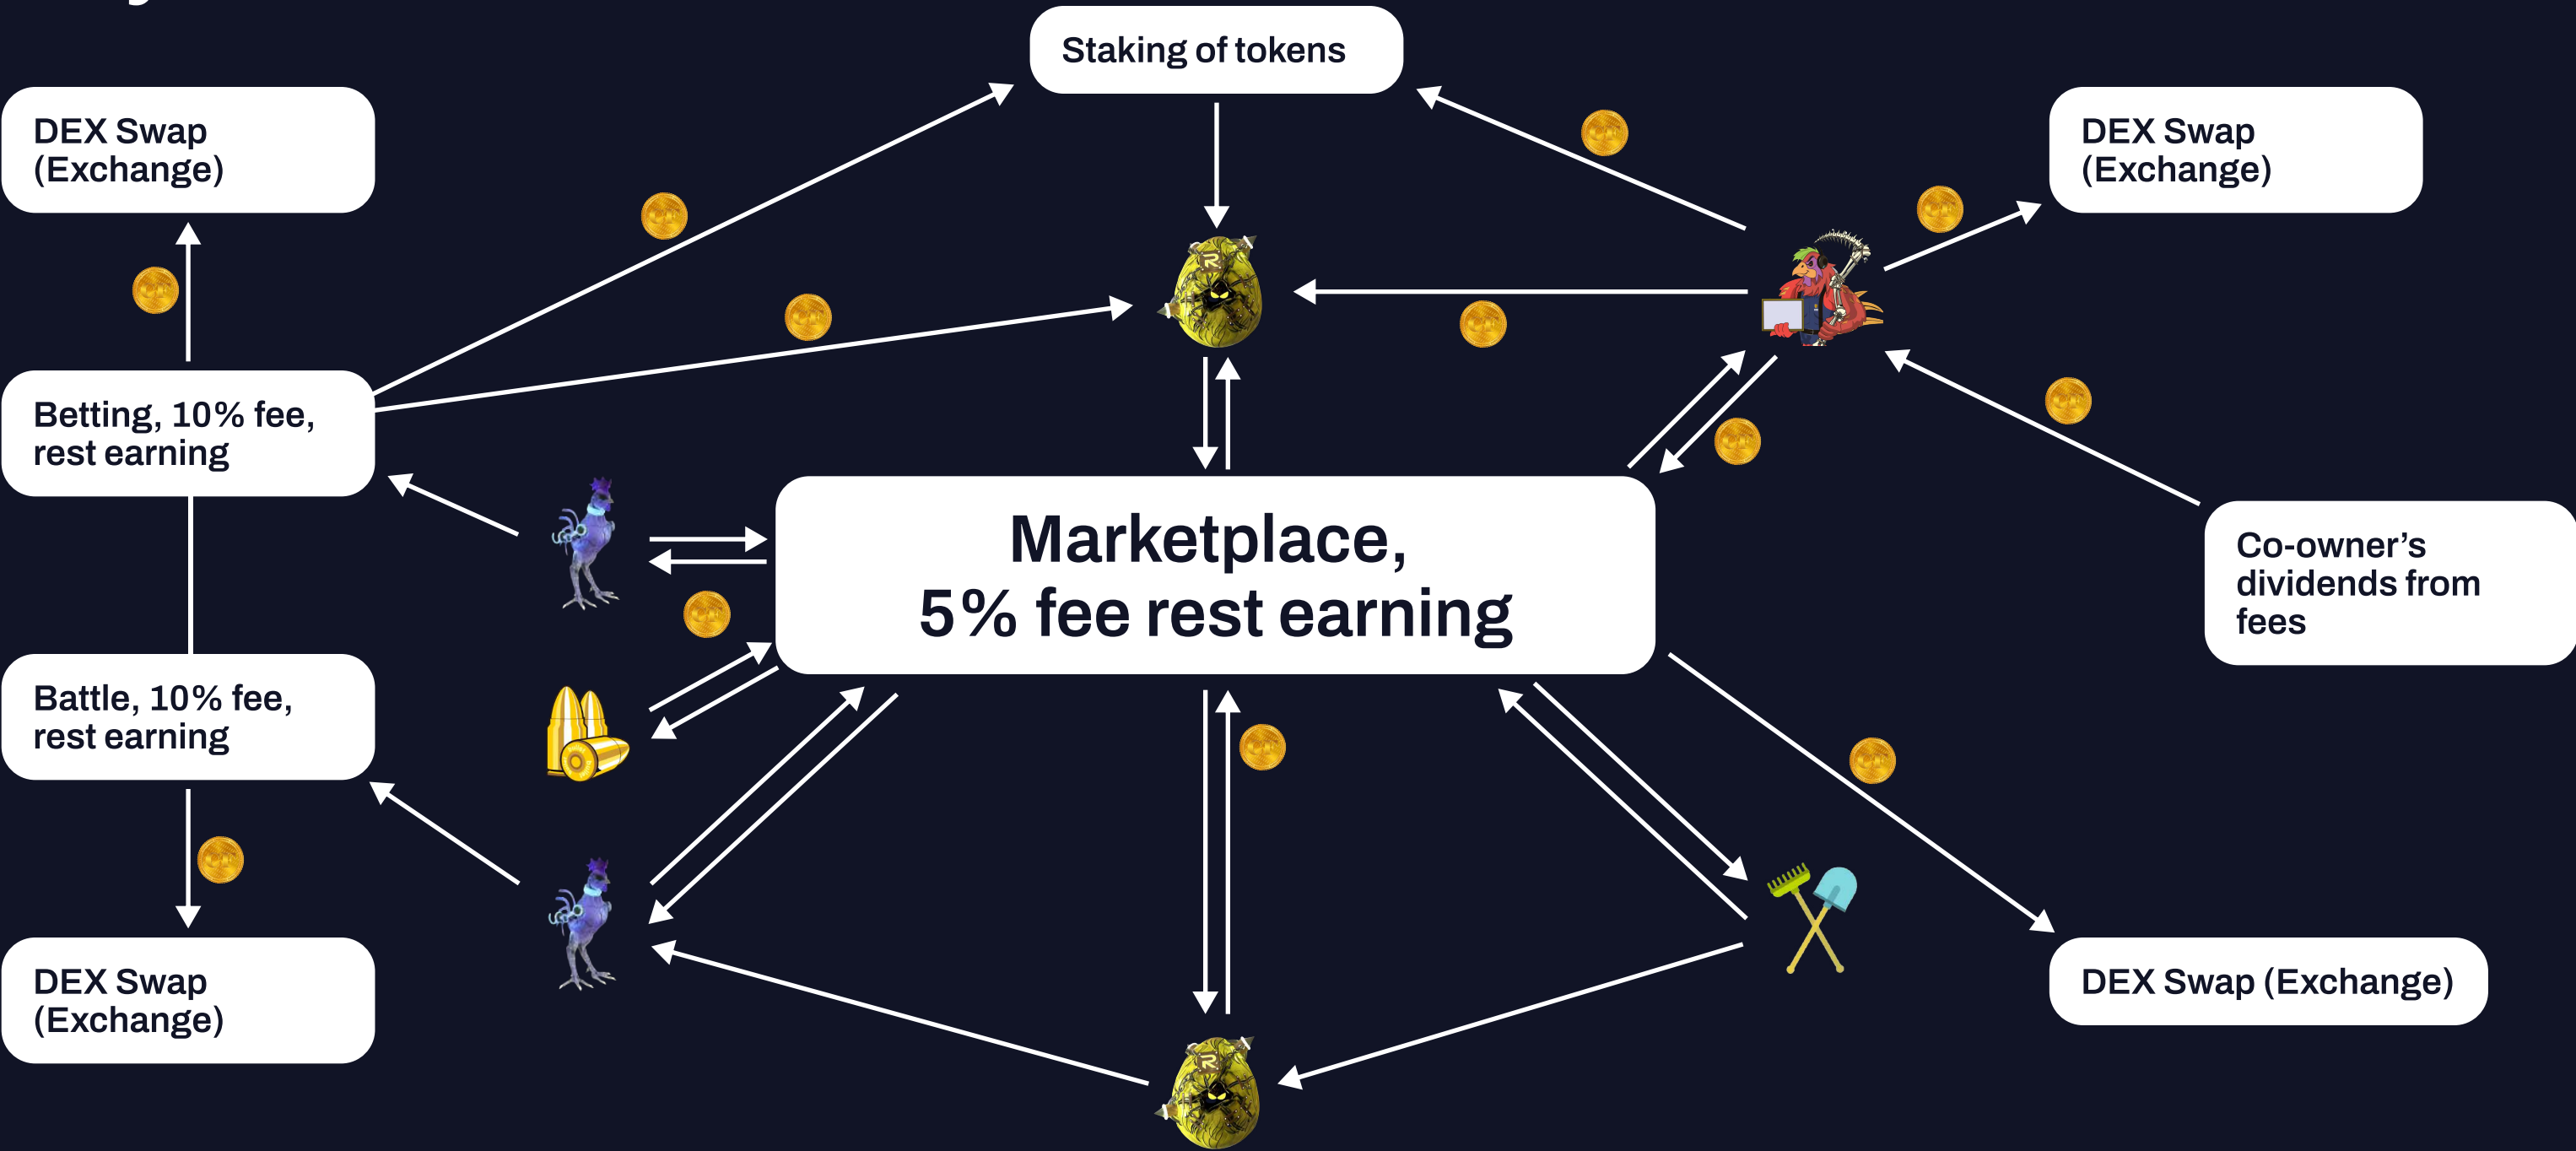 Staking of tokens
DEX Swap
(Exchange)
DEX Swap
(Exchange)
Betting, 10% fee,
rest earning
Marketplace,
5% fee rest earning
Co-owner’s
dividends from
fees
Battle, 10% fee,
rest earning
DEX Swap
(Exchange)
DEX Swap (Exchange)